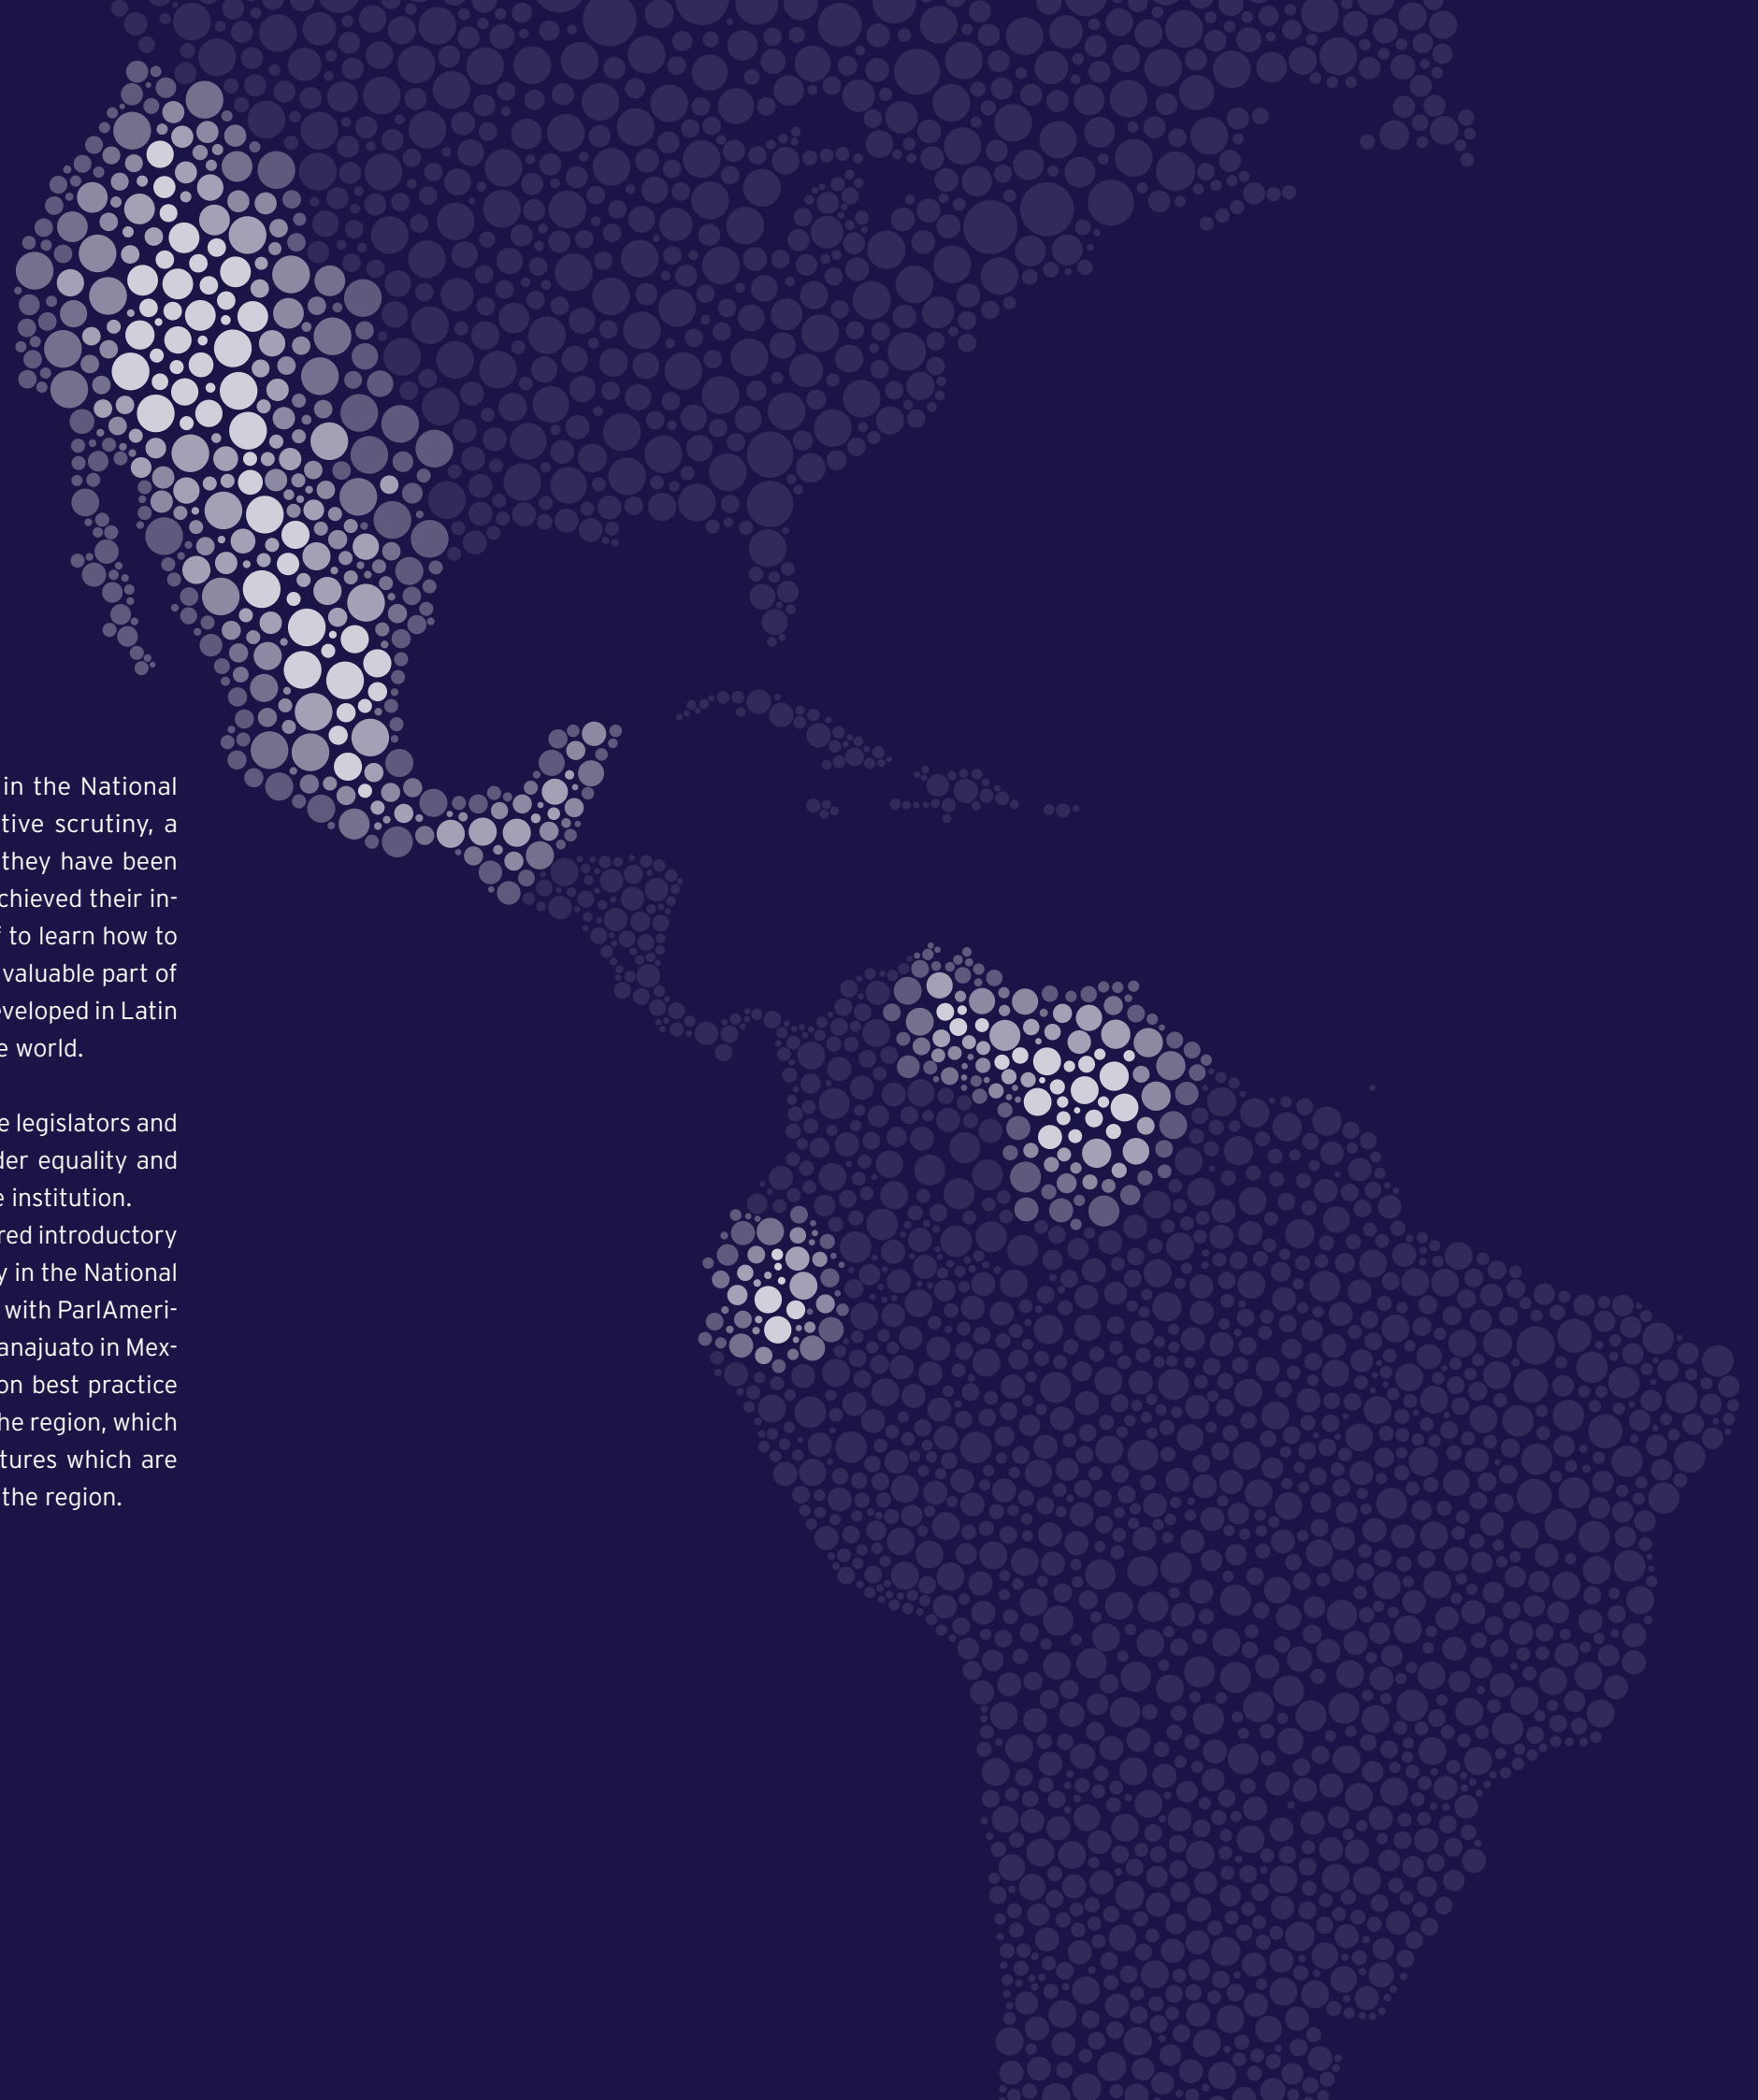 in the National
tive scrutiny, a
they have been
chieved their in-
to learn how to
valuable part of
veloped in Latin
e world.
e legislators and
der equality and
e institution.
red introductory
y in the National
with ParlAmeri-
anajuato in Mex-
on best practice
he region, which
tures which are
the region.